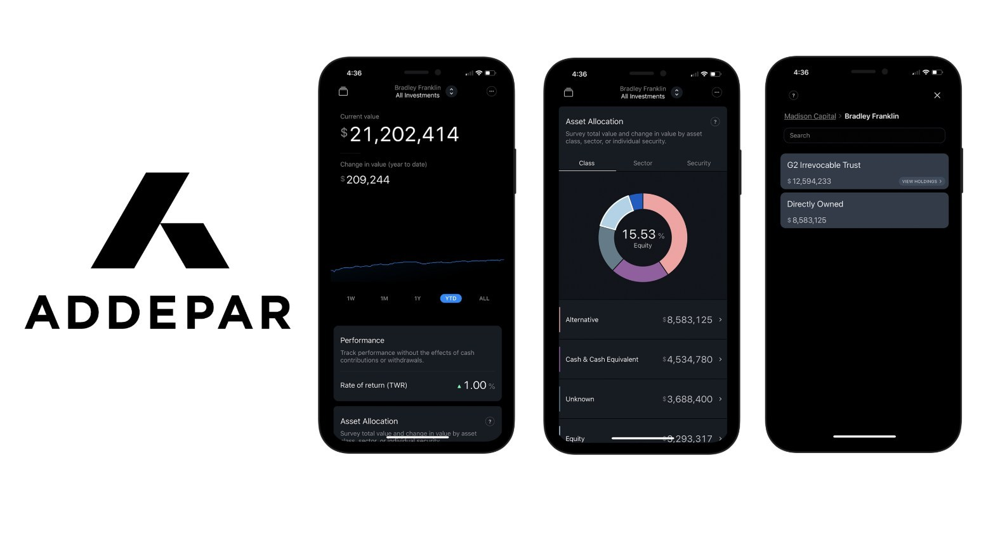 ADDEPAR
4:36
Bradley Franklin
All Investments
Current value
$21,202,414
Change in value (year to date)
$209,244
1W 1M 1Y YTD ALL
Performance
Track performance without the effects of cash
contributions or withdrawals.
Rate of return (TWR) 1.00 %
Asset Allocation ?
Survey total value and change in value by asset
class, sector, or individual security.
4:36
Bradley Franklin
All Investments
Asset Allocation ?
Survey total value and change in value by asset
class, sector, or individual security.
Class Sector Security
15.53 %
Equity
Alternative $8,583,125 >
Cash & Cash Equivalent $4,534,780 >
Unknown $3,688,400 >
Equity $3,293,317 >
4:36
?
Madison Capital > Bradley Franklin
Search
G2 Irrevocable Trust
$12,594,233 VIEW HOLDINGS >
Directly Owned
$8,583,125